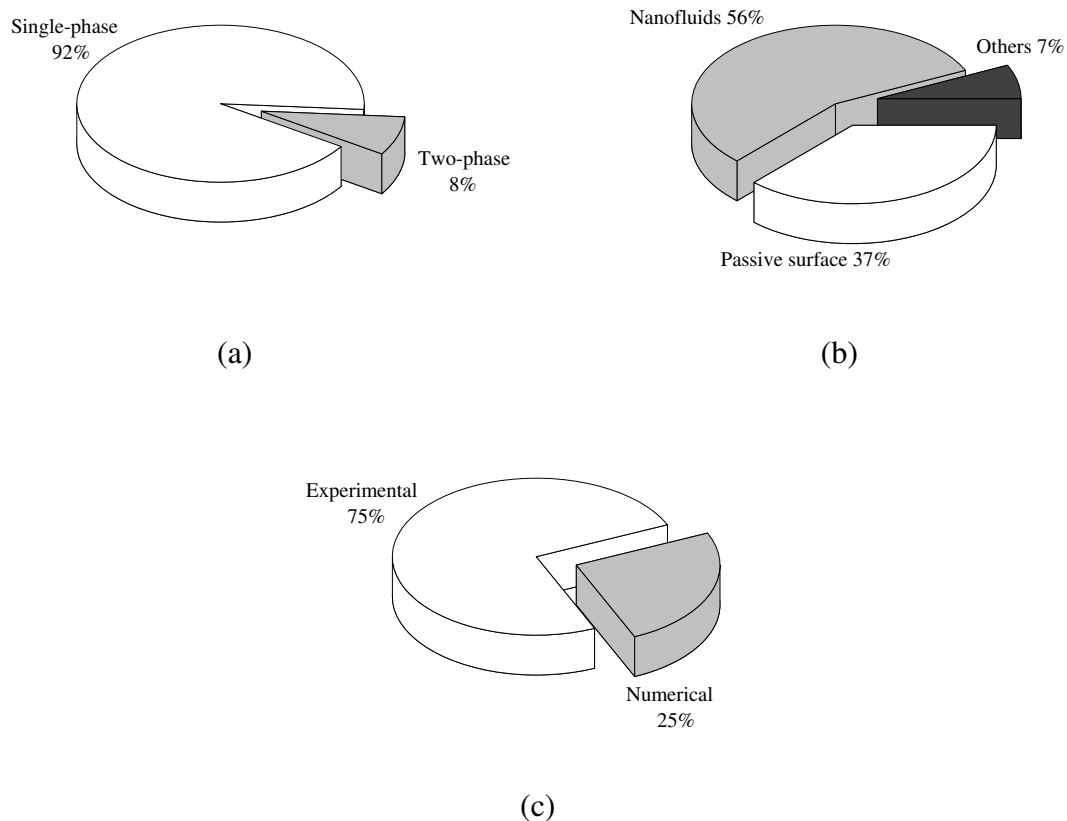 Single-phase
92%
Two-phase
8%
(a)
Nanofluids 56%
Others 7%
Passive surface 37%
(b)
Experimental
75%
Numerical
25%
(c)